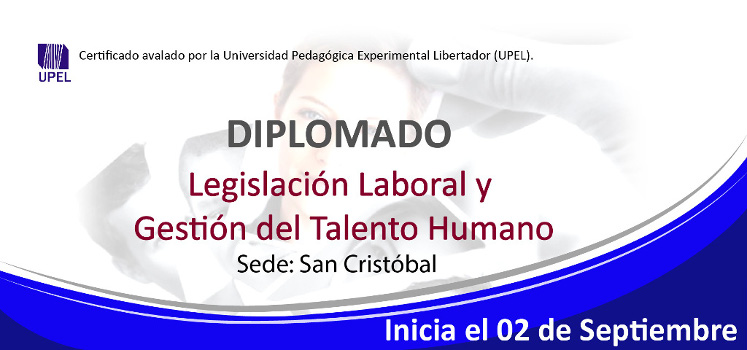 Certificado avalado por la Universidad Pedagógica Experimental Libertador (UPEL).
UPEL
DIPLOMADO
Legislación Laboral y
Gestión del Talento Humano
Sede: San Cristóbal
Inicia el 02 de Septiembre